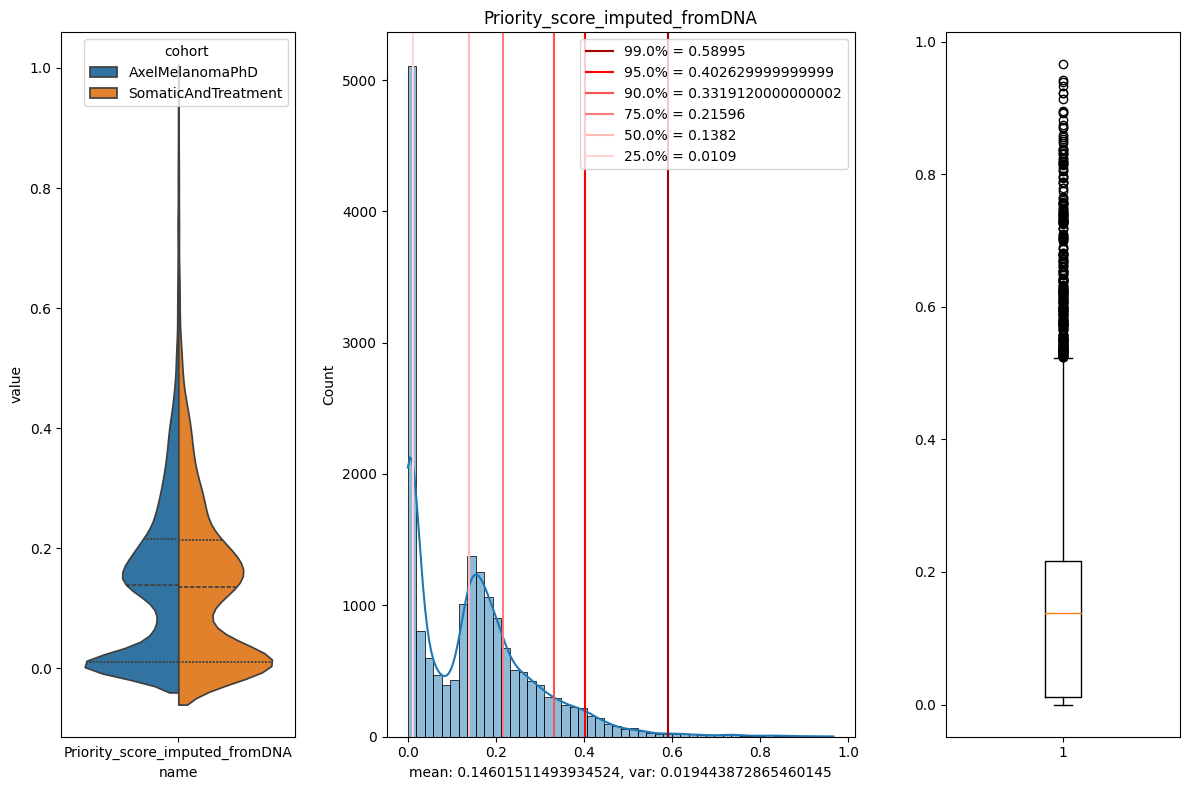 Priority_score_imputed_fromDNA
cohort
AxelMelanomaPhD
SomaticAndTreatment
1.0
0.8
0.6
0.4
0.2
0.0
value
Priority_score_imputed_fromDNA
name
99.0% = 0.58995
95.0% = 0.402629999999999
90.0% = 0.3319120000000002
75.0% = 0.21596
50.0% = 0.1382
25.0% = 0.0109
5000
4000
3000
2000
1000
0
Count
0.0 0.2 0.4 0.6 0.8 1.0
mean: 0.14601511493934524, var: 0.019443872865460145
1.0
0.8
0.6
0.4
0.2
0.0
1